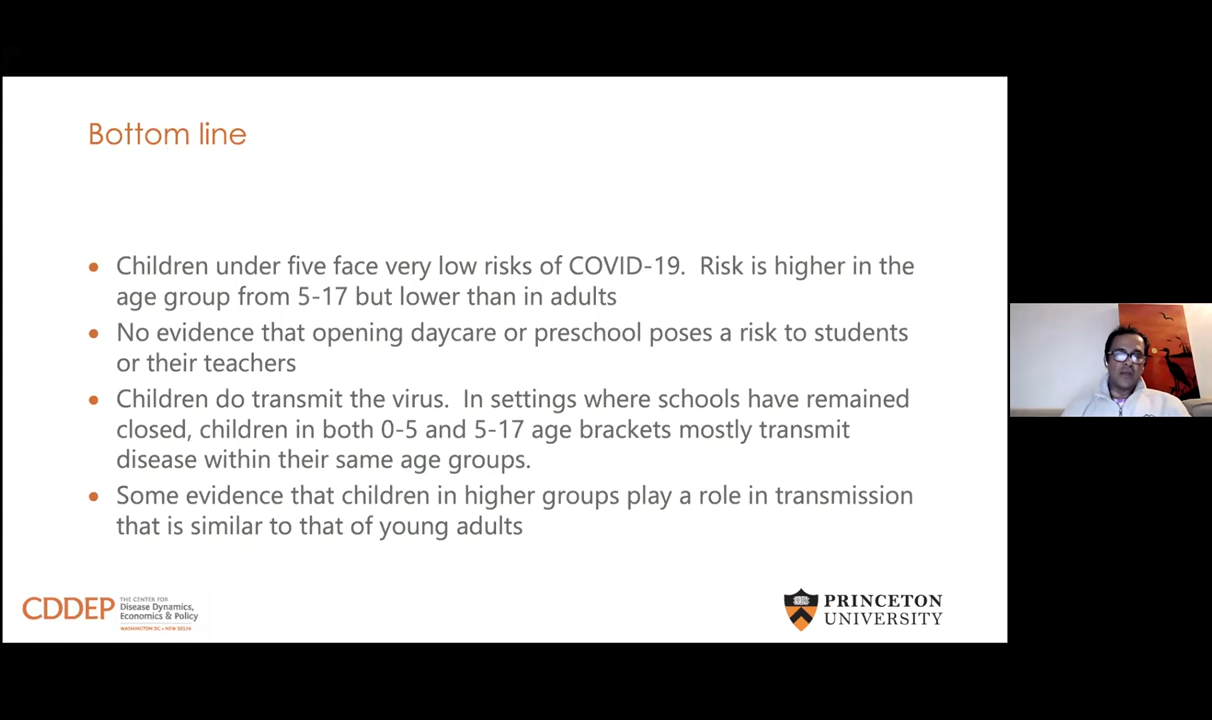 Bottom line
Children under five face very low risks of COVID-19. Risk is higher in the
age group from 5-17 but lower than in adults
No evidence that opening daycare or preschool poses a risk to students
or their teachers
Children do transmit the virus. In settings where schools have remained
closed, children in both 0-5 and 5-17 age brackets mostly transmit
disease within their same age groups.
Some evidence that children in higher groups play a role in transmission
that is similar to that of young adults
CDDEP
THE CENTER FOR
Disease Dynamics,
Economics & Policy
WASHINGTON DC • NEW DELHI
PRINCETON
UNIVERSITY